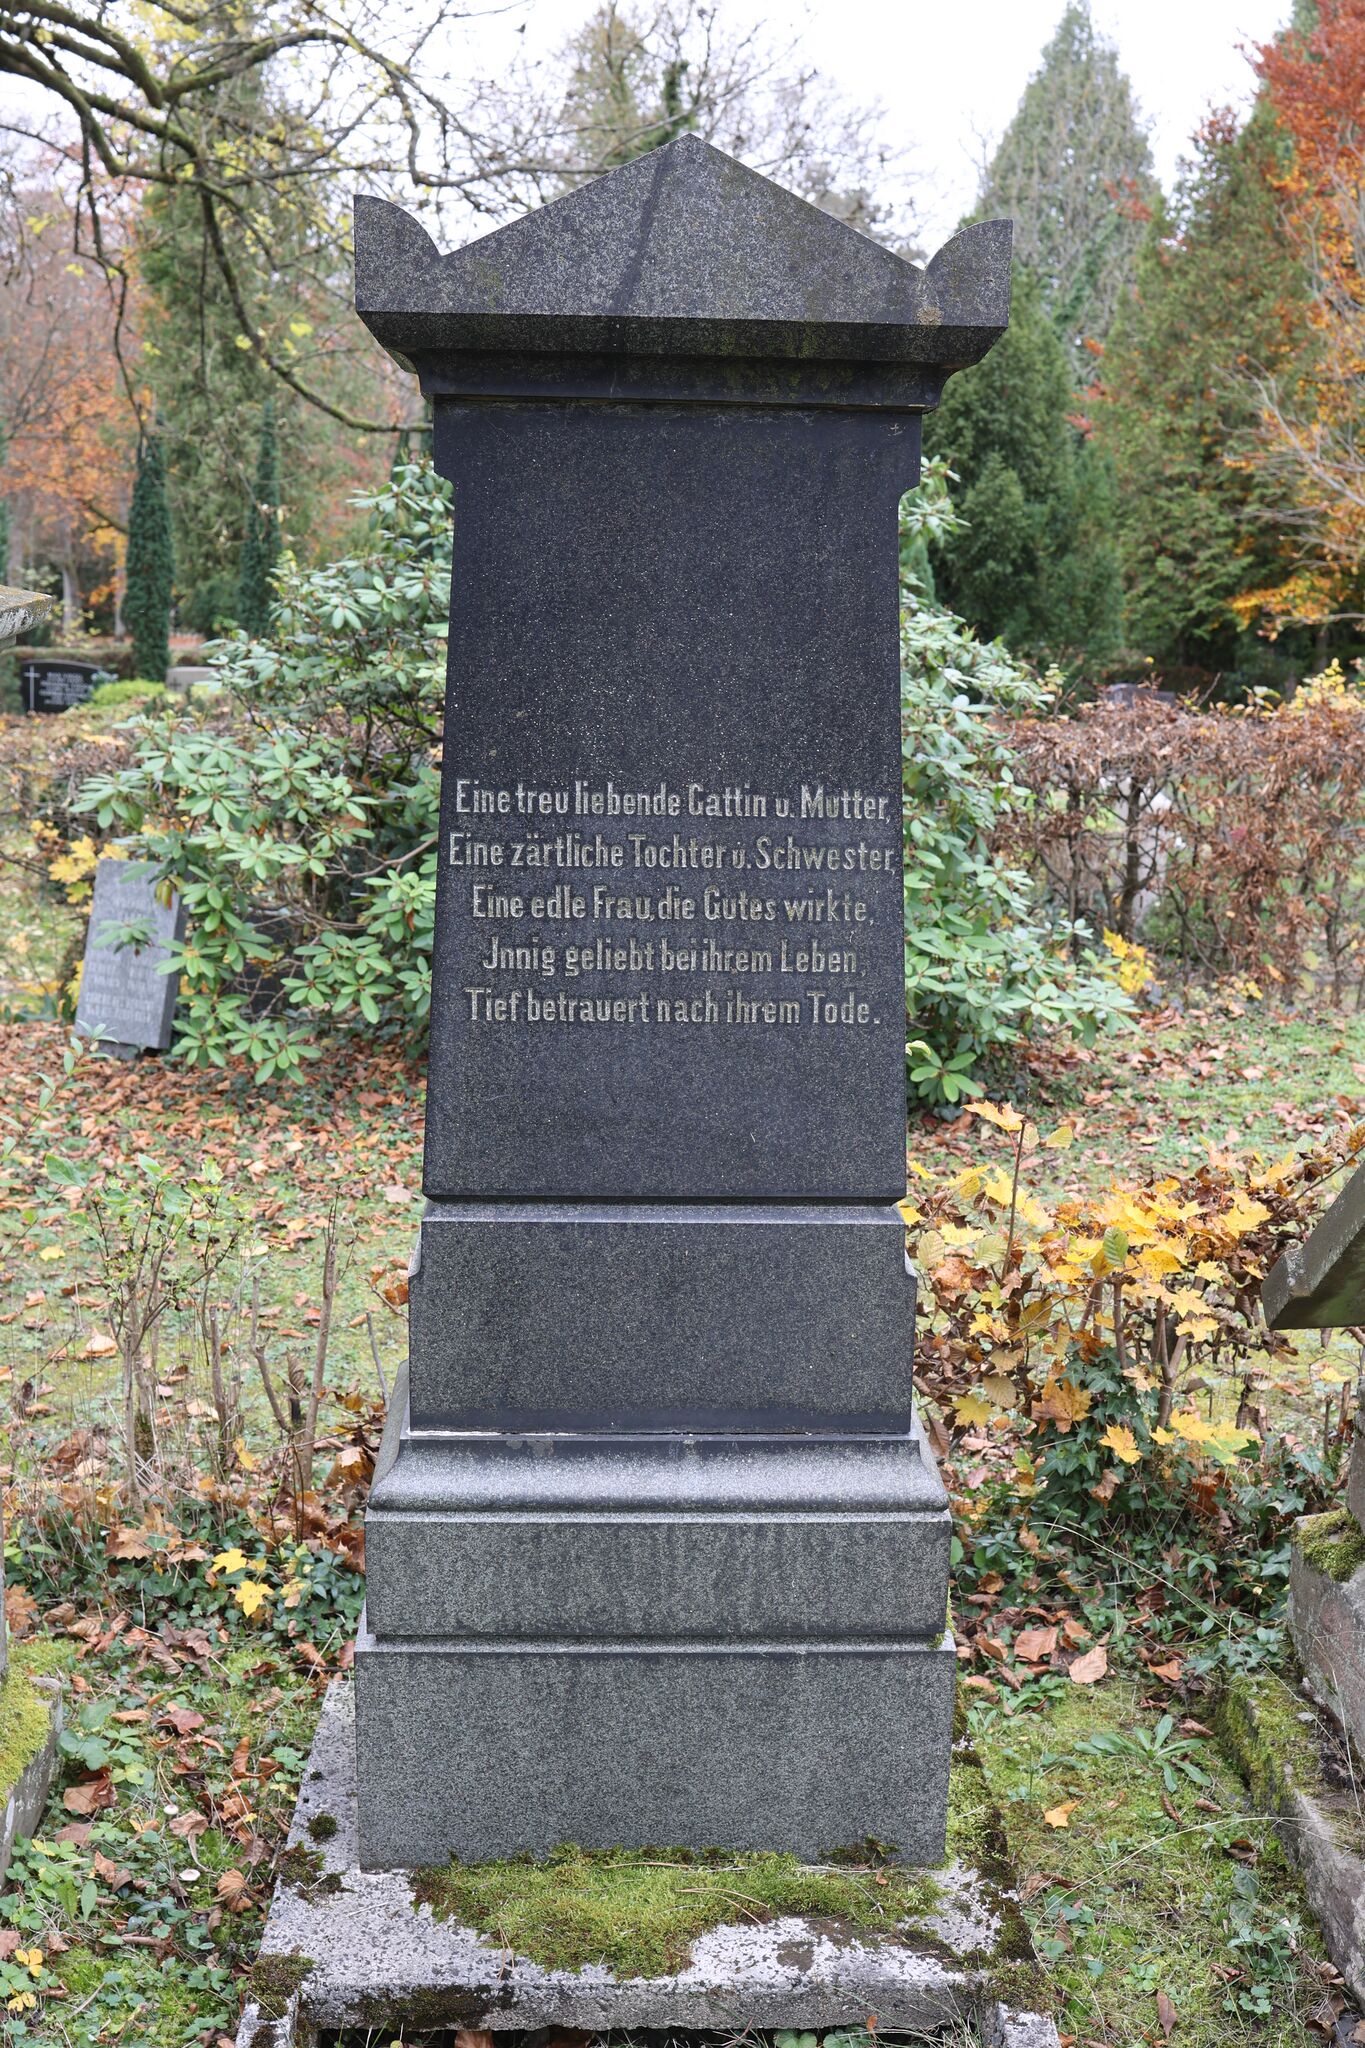 Eine treu liebende Gattin u. Mutter,
Eine zärtliche Tochter u. Schwester,
Eine edle Frau, die Gutes wirkte,
Jnnig geliebt bei ihrem Leben,
Tief betrauert nach ihrem Tode.